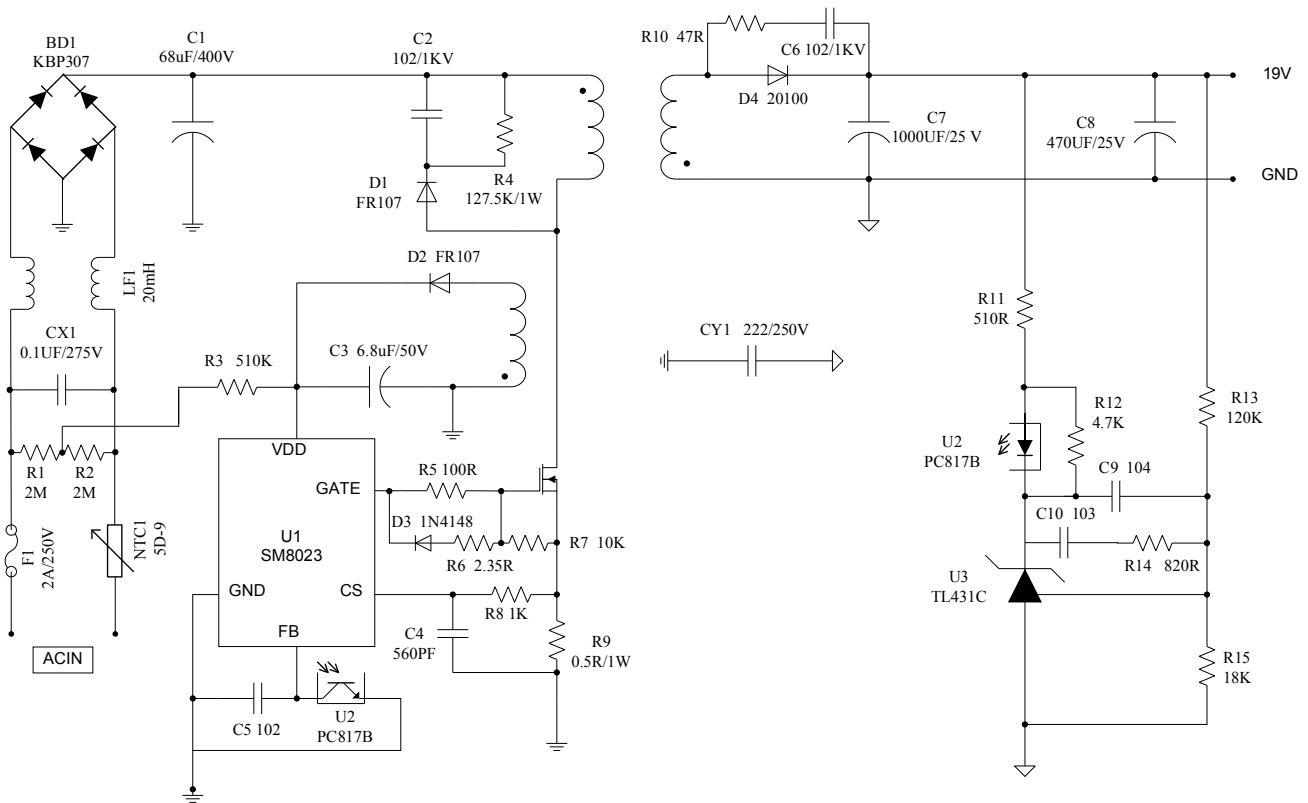 BD1
KBP307
C1
68uF/400V
C2
102/1KV
R10 47R
C6 102/1KV
D4 20100
19V
C7
1000UF/25 V
C8
470UF/25V
GND
D1
FR107
R4
127.5K/1W
D2 FR107
LF1
20mH
CX1
0.1UF/275V
R3 510K
C3 6.8uF/50V
CY1 222/250V
R11
510R
R12
4.7K
R13
120K
R1
2M
R2
2M
VDD
GATE
R5 100R
U2
PC817B
C9 104
C10 103
F1
2A/250V
NTC1
5D-9
U1
SM8023
D3 1N4148
R6 2.35R
R7 10K
R14 820R
U3
TL431C
GND
CS
R8 1K
FB
C4
560PF
R9
0.5R/1W
R15
18K
ACIN
C5 102
U2
PC817B